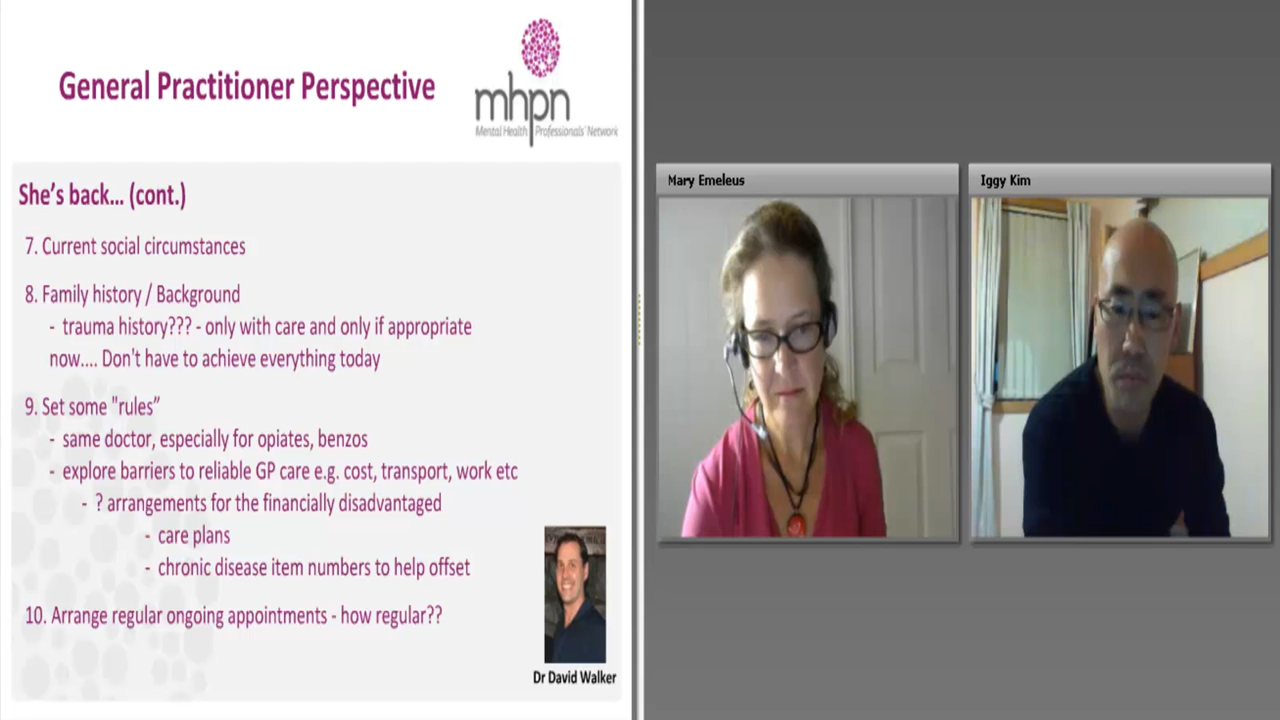 General Practitioner Perspective
mhpn
Mental Health Professionals' Network
She's back... (cont.)
7. Current social circumstances
8. Family history / Background
- trauma history??? - only with care and only if appropriate
now.... Don't have to achieve everything today
9. Set some "rules"
- same doctor, especially for opiates, benzos
- explore barriers to reliable GP care e.g. cost, transport, work etc
- ? arrangements for the financially disadvantaged
- care plans
- chronic disease item numbers to help offset
10. Arrange regular ongoing appointments - how regular??
Dr David Walker
Mary Emeleus
Iggy Kim